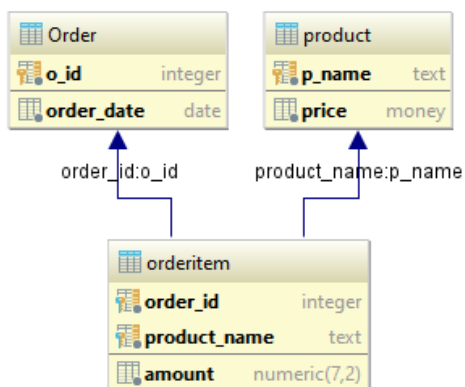 Order
o_id integer
order_date date
product
p_name text
price money
order_id:o_id
product_name:p_name
orderitem
order_id integer
product_name text
amount numeric(7,2)